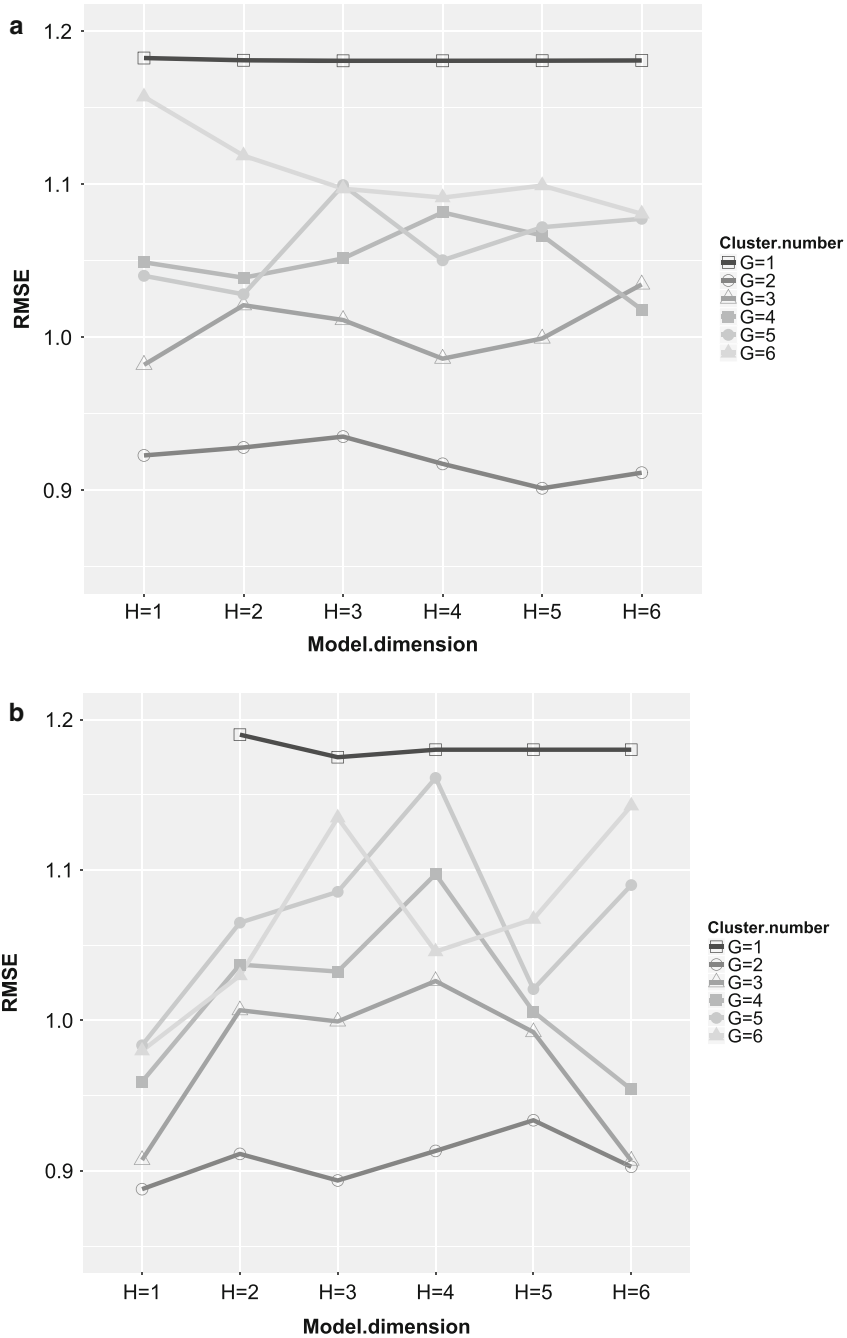 a
1.2
1.1
1.0
0.9
RMSE
H=1 H=2 H=3 H=4 H=5 H=6
Model.dimension
Cluster.number
G=1
G=2
G=3
G=4
G=5
G=6
b
1.2
1.1
1.0
0.9
RMSE
H=1 H=2 H=3 H=4 H=5 H=6
Model.dimension
Cluster.number
G=1
G=2
G=3
G=4
G=5
G=6